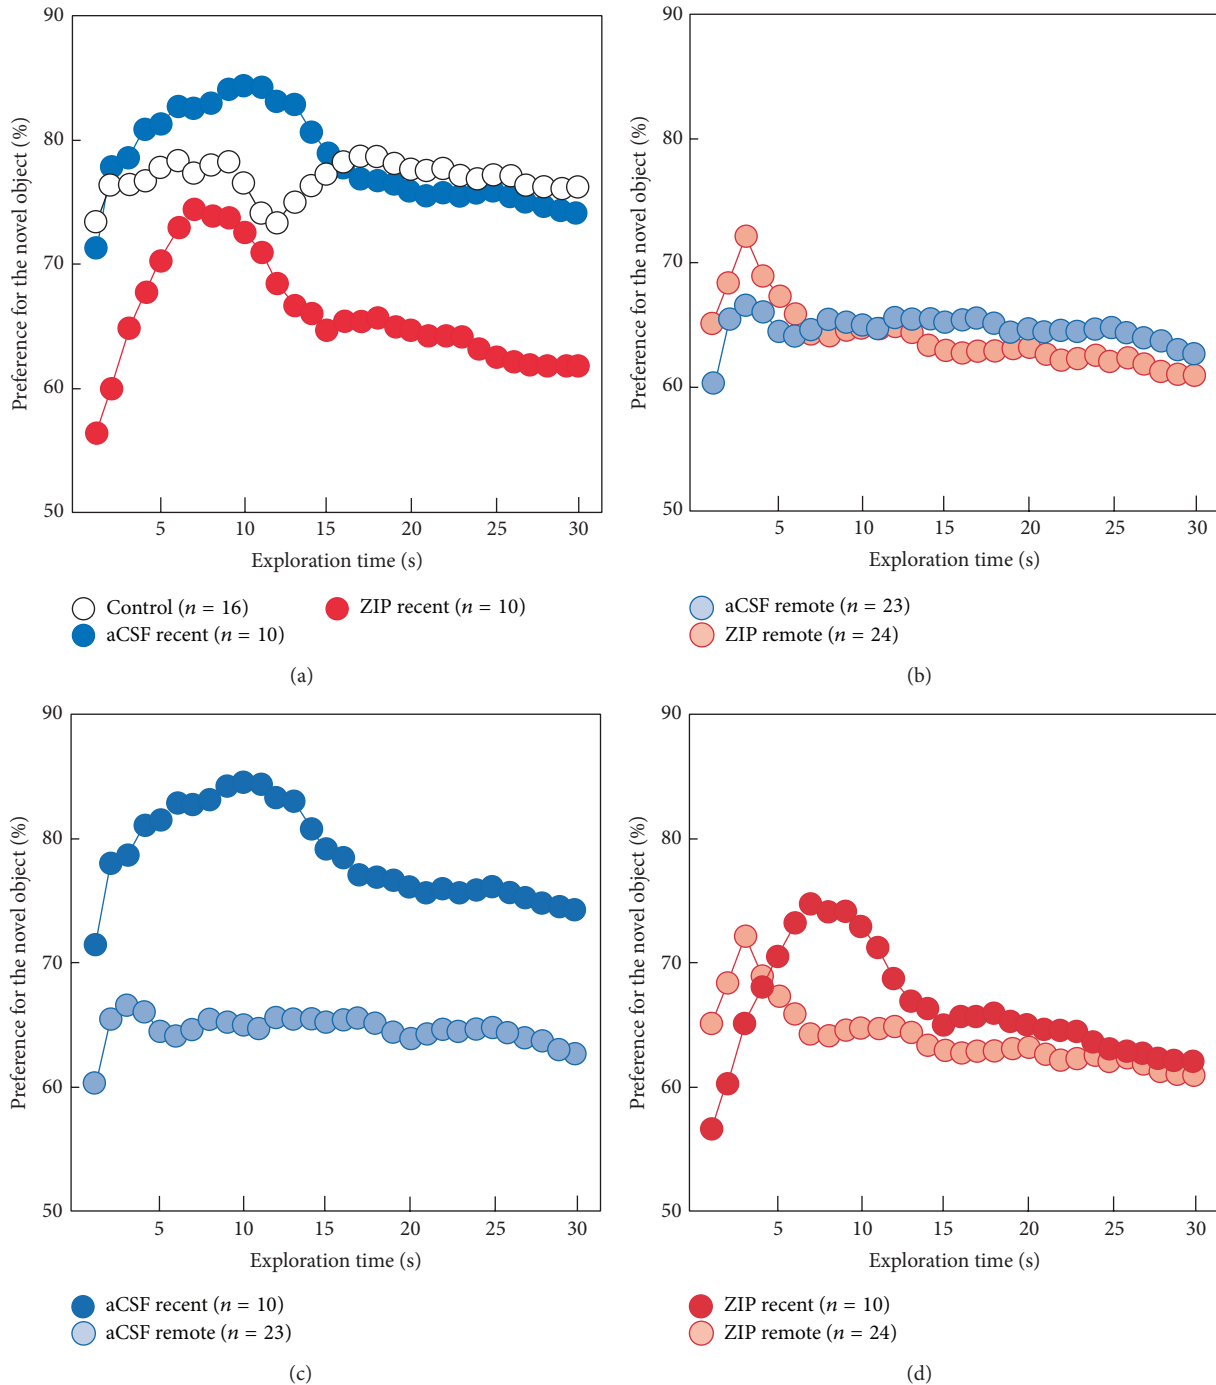 90
80
70
60
50
Preference for the novel object (%)
5 10 15 20 25 30
Exploration time (s)
Control (n = 16)
ZIP recent (n = 10)
aCSF recent (n = 10)
(a)
90
80
70
60
50
Preference for the novel object (%)
5 10 15 20 25 30
Exploration time (s)
aCSF remote (n = 23)
ZIP remote (n = 24)
(b)
90
80
70
60
50
Preference for the novel object (%)
5 10 15 20 25 30
Exploration time (s)
aCSF recent (n = 10)
aCSF remote (n = 23)
(c)
90
80
70
60
50
Preference for the novel object (%)
5 10 15 20 25 30
Exploration time (s)
ZIP recent (n = 10)
ZIP remote (n = 24)
(d)